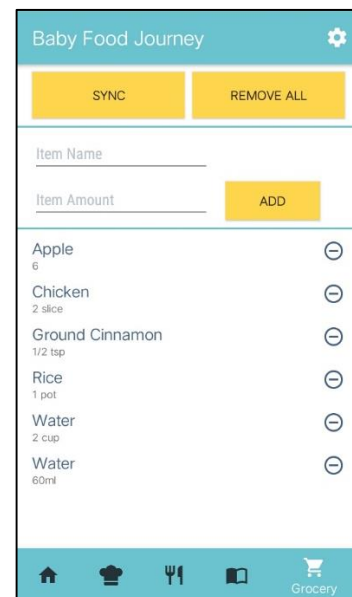 Baby Food Journey
SYNC
REMOVE ALL
Item Name
Item Amount
ADD
Apple
6
Chicken
2 slice
Ground Cinnamon
1/2 tsp
Rice
1 pot
Water
2 cup
Water
60ml
Grocery